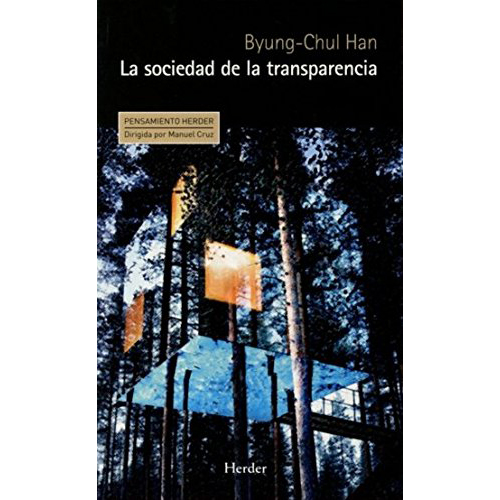 Byung-Chul Han
La sociedad de la transparencia
PENSAMIENTO HERDER
Dirigida por Manuel Cruz
Herder